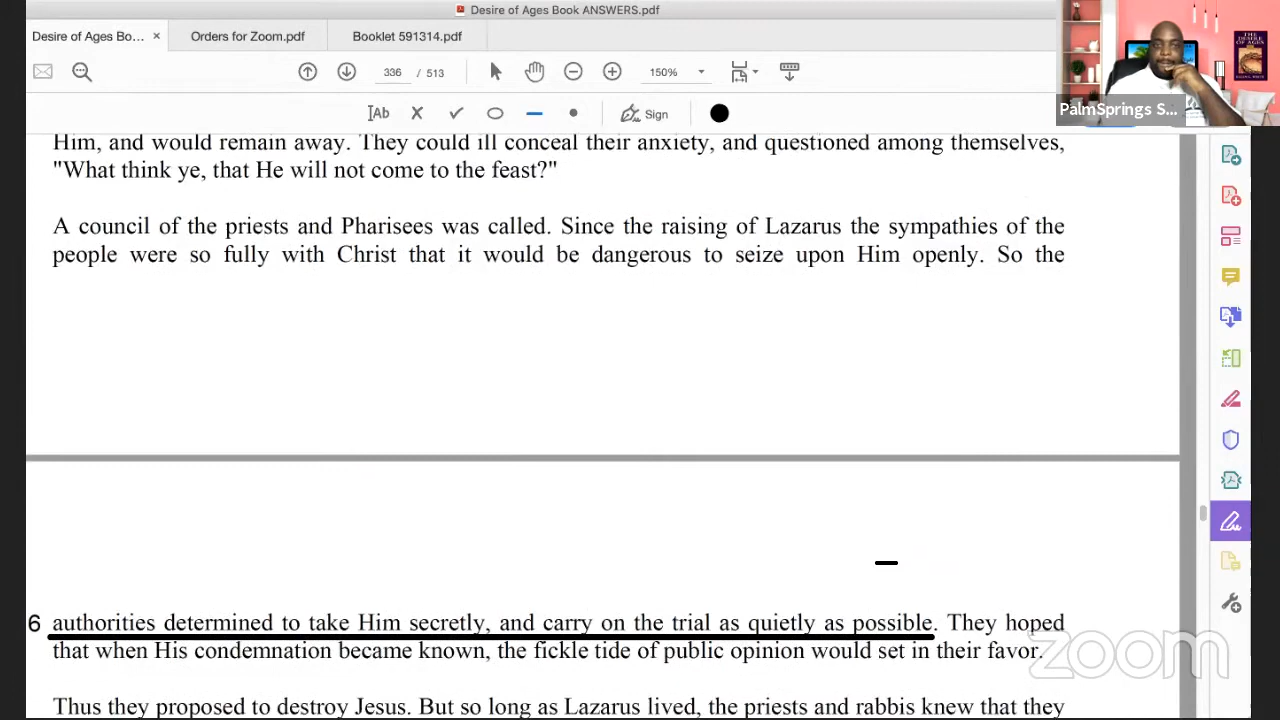 Desire of Ages Book ANSWERS.pdf
Desire of Ages Bo... ×
Orders for Zoom.pdf
Booklet 591314.pdf
336 / 513
150%
Ab
Sign
PalmSprings S...
Him, and would remain away. They could ill conceal their anxiety, and questioned among themselves,
"What think ye, that He will not come to the feast?"
A council of the priests and Pharisees was called. Since the raising of Lazarus the sympathies of the
people were so fully with Christ that it would be dangerous to seize upon Him openly. So the
6 authorities determined to take Him secretly, and carry on the trial as quietly as possible. They hoped
that when His condemnation became known, the fickle tide of public opinion would set in their favor.
Thus they proposed to destroy Jesus. But so long as Lazarus lived, the priests and rabbis knew that they
zoom